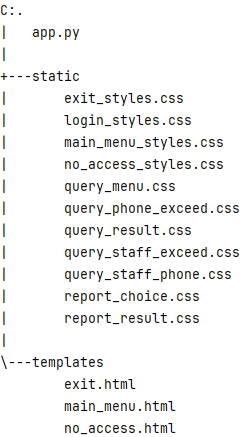 C:.
|   app.py
|
+---static
|       exit_styles.css
|       login_styles.css
|       main_menu_styles.css
|       no_access_styles.css
|       query_menu.css
|       query_phone_exceed.css
|       query_result.css
|       query_staff_exceed.css
|       query_staff_phone.css
|       report_choice.css
|       report_result.css
|
\---templates
        exit.html
        main_menu.html
        no_access.html